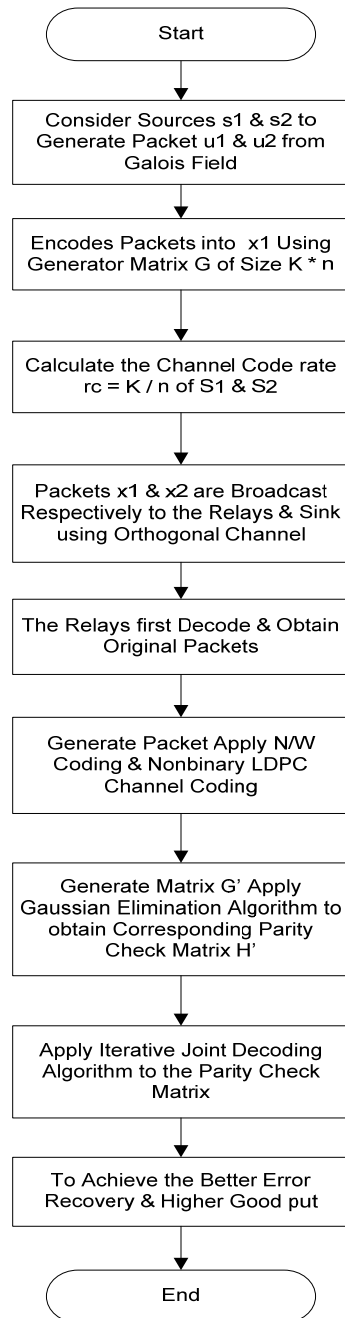 Start
Consider Sources s1 & s2 to
Generate Packet u1 & u2 from
Galois Field
Encodes Packets into x1 Using
Generator Matrix G of Size K * n
Calculate the Channel Code rate
rc = K / n of S1 & S2
Packets x1 & x2 are Broadcast
Respectively to the Relays & Sink
using Orthogonal Channel
The Relays first Decode & Obtain
Original Packets
Generate Packet Apply N/W
Coding & Nonbinary LDPC
Channel Coding
Generate Matrix G’ Apply
Gaussian Elimination Algorithm to
obtain Corresponding Parity
Check Matrix H’
Apply Iterative Joint Decoding
Algorithm to the Parity Check
Matrix
To Achieve the Better Error
Recovery & Higher Good put
End